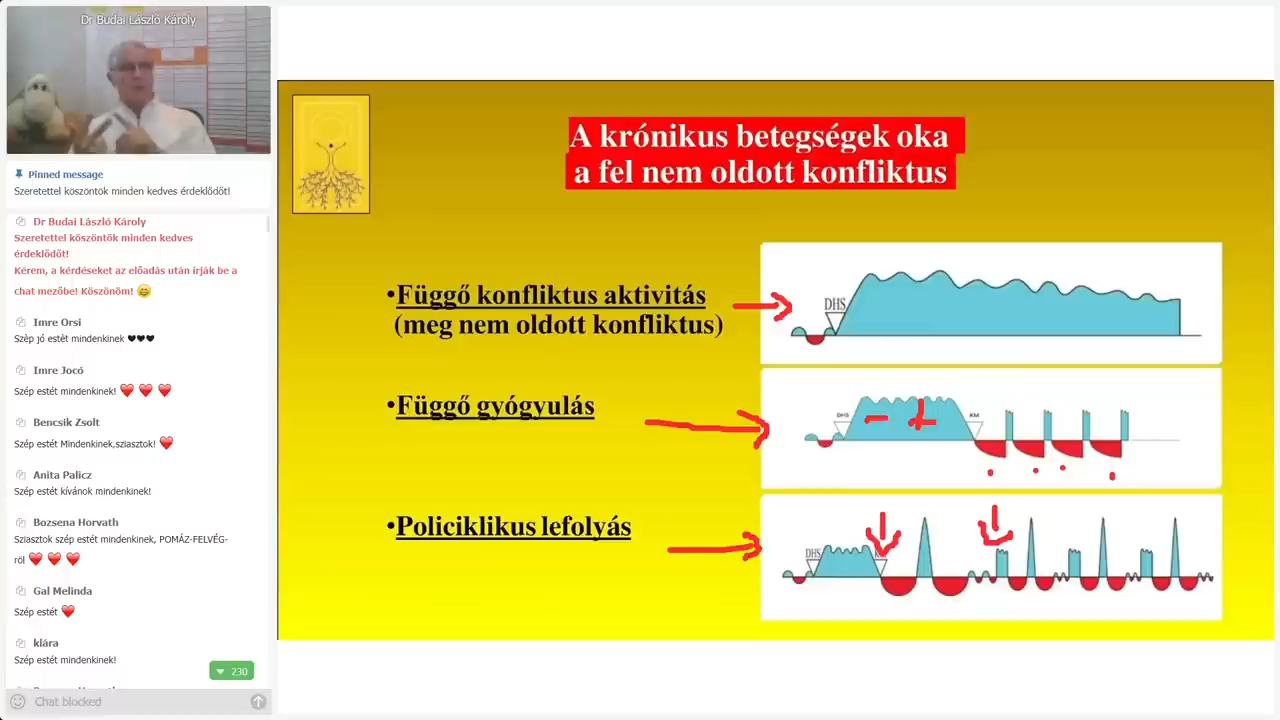 Dr Budai László Károly
Pinned message
Szeretettel köszöntök minden kedves érdeklődőt!
Dr Budai László Károly
Szeretettel köszöntök minden kedves
érdeklődőt!
Kérem, a kérdéseket az előadás után írják be a
chat mezőbe! Köszönöm!
Imre Orsi
Szèp jó estèt mindenkinek
Imre Jocó
Szép estét mindenkinek!
Bencsik Zsolt
Szép estét Mindenkinek,sziasztok!
Anita Palicz
Szép estét kívánok mindenkinek!
Bozsena Horvath
Sziasztok szép estét mindenkinek, POMÁZ-FELVÉG-
ről
Gal Melinda
Szép estét
klára
Szép estét mindenkinek!
230
Chat blocked
A krónikus betegségek oka
a fel nem oldott konfliktus
•Függő konfliktus aktivitás
(meg nem oldott konfliktus)
DHS
•Függő gyógyulás
DHS
KM
•Policiklikus lefolyás
DHS